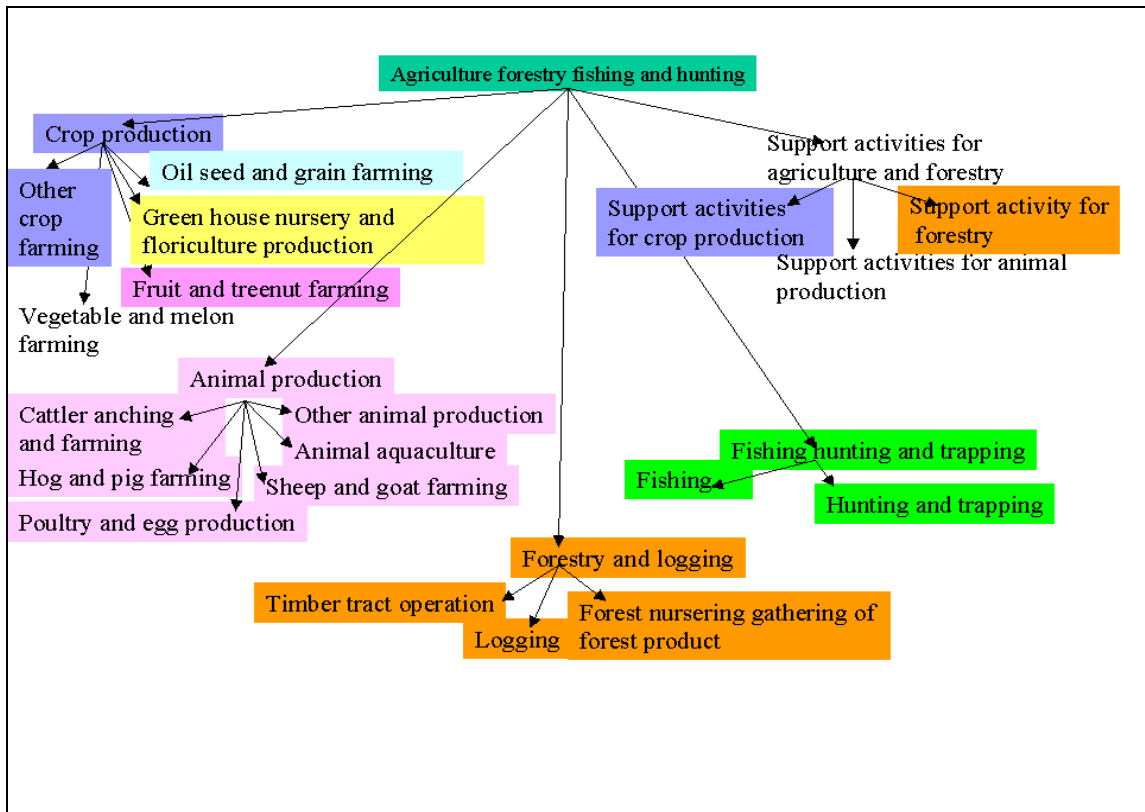 Agriculture forestry fishing and hunting
Crop production
Oil seed and grain farming
Other
crop
farming
Green house nursery and
floriculture production
Fruit and treenut farming
Vegetable and melon
farming
Support activities for
agriculture and forestry
Support activities
for crop production
Support activity for
forestry
Support activities for animal
production
Animal production
Cattler anching
and farming
Other animal production
Animal aquaculture
Hog and pig farming
Sheep and goat farming
Poultry and egg production
Fishing hunting and trapping
Fishing
Hunting and trapping
Forestry and logging
Timber tract operation
Logging
Forest nursering gathering of
forest product